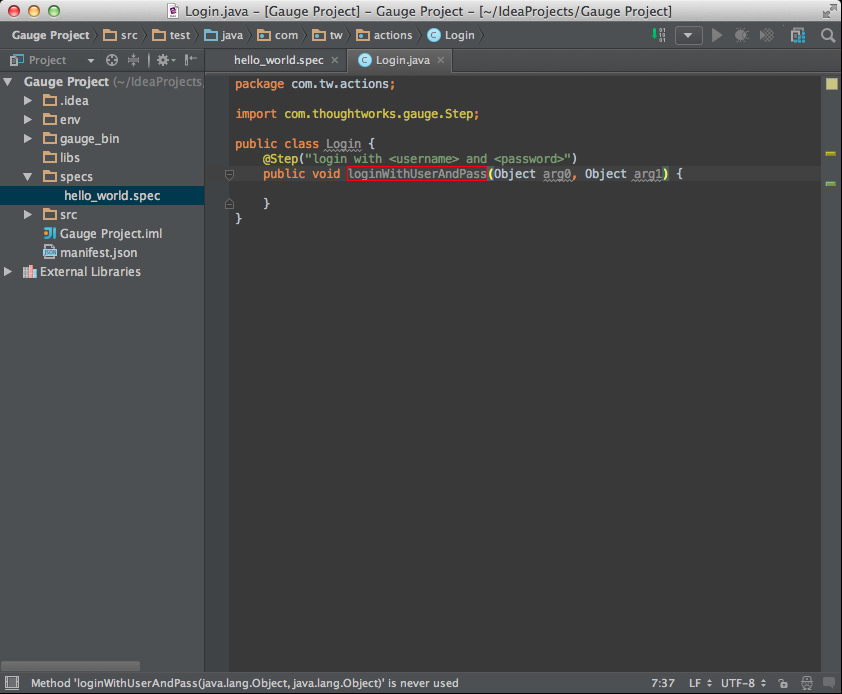 Login.java - [Gauge Project] - Gauge Project - [~/IdeaProjects/Gauge Project]
Gauge Project src test java com tw actions Login
Project
hello_world.spec Login.java
Gauge Project (~/IdeaProjects
.idea
env
gauge_bin
libs
specs
hello_world.spec
src
Gauge Project.iml
manifest.json
External Libraries
package com.tw.actions;
import com.thoughtworks.gauge.Step;
public class Login {
@Step("login with <username> and <password>")
public void loginWithUserAndPass(Object arg0, Object arg1) {
}
}
Method 'loginWithUserAndPass(java.lang.Object, java.lang.Object)' is never used 7:37 LF UTF-8